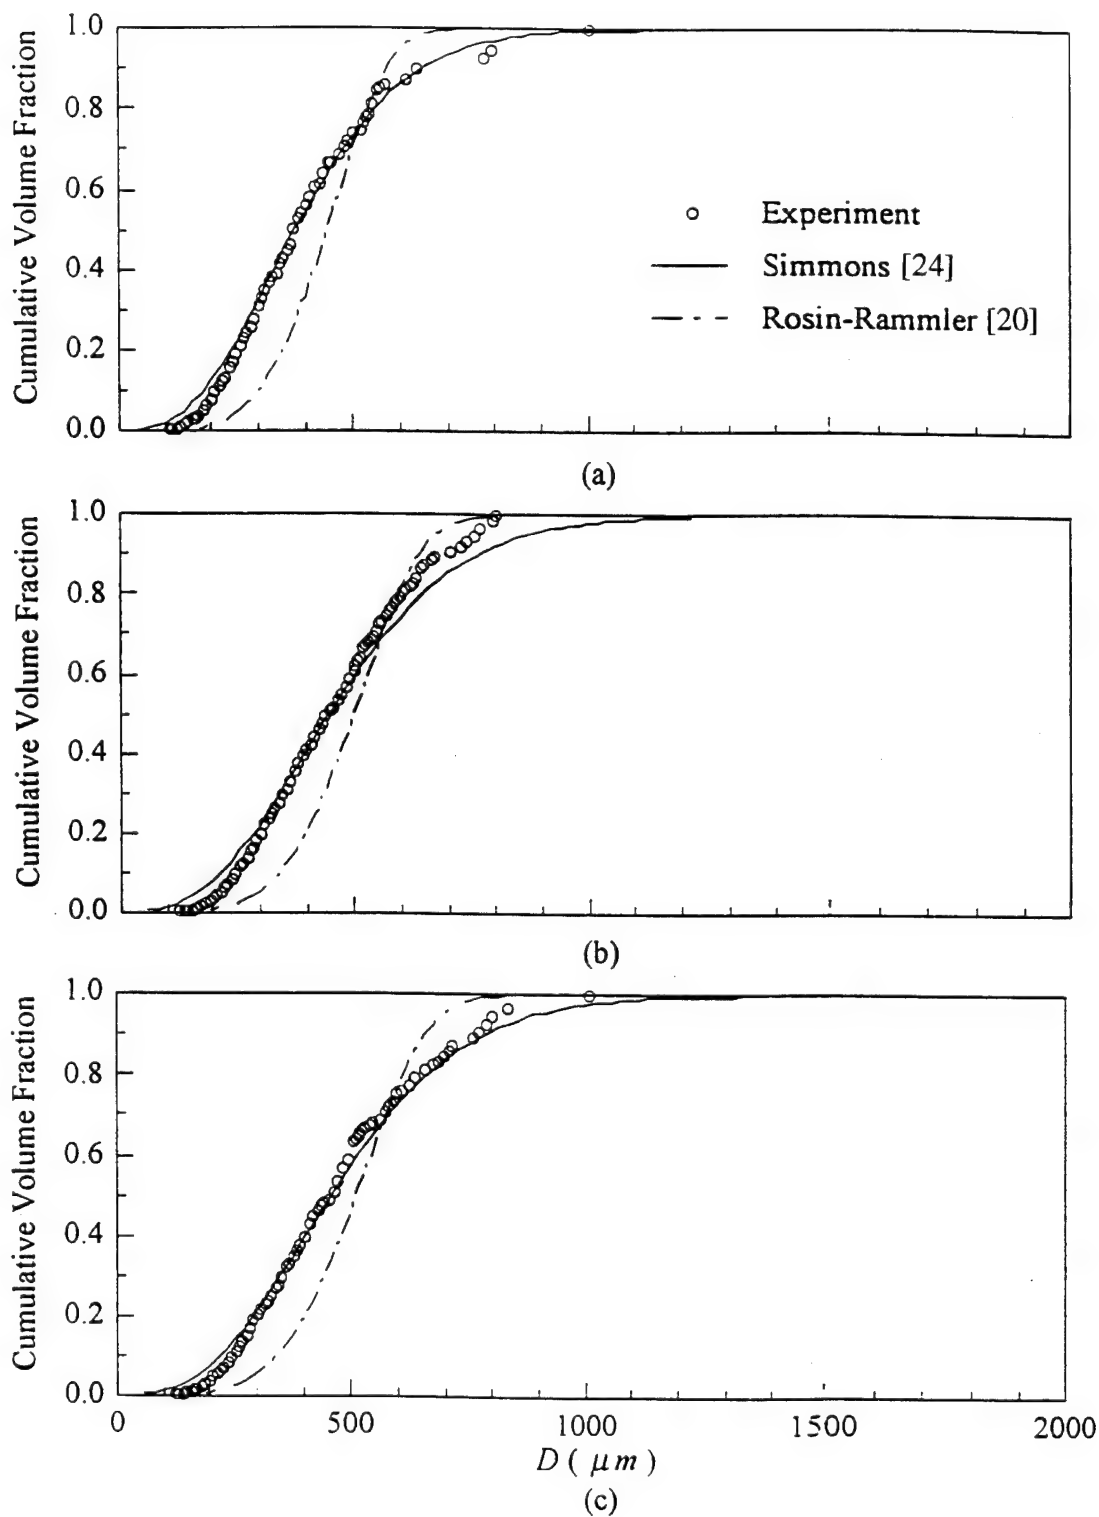 Cumulative Volume Fraction
1.0
0.8
0.6
0.4
0.2
0.0
Experiment
Simmons [24]
Rosin-Rammler [20]
(a)
Cumulative Volume Fraction
1.0
0.8
0.6
0.4
0.2
0.0
(b)
Cumulative Volume Fraction
1.0
0.8
0.6
0.4
0.2
0.0
0 500 1000 1500 2000
D ( μm )
(c)